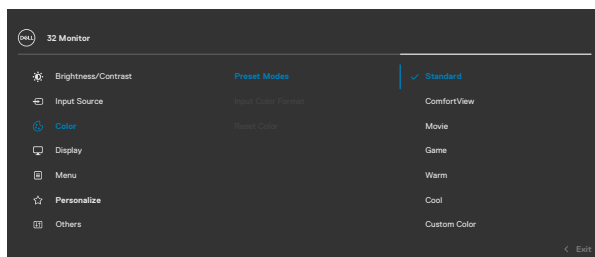 DELL
32 Monitor
Brightness/Contrast
Preset Modes
Standard
Input Source
Input Color Format
ComfortView
Color
Reset Color
Movie
Display
Game
Menu
Warm
Personalize
Cool
Others
Custom Color
Exit